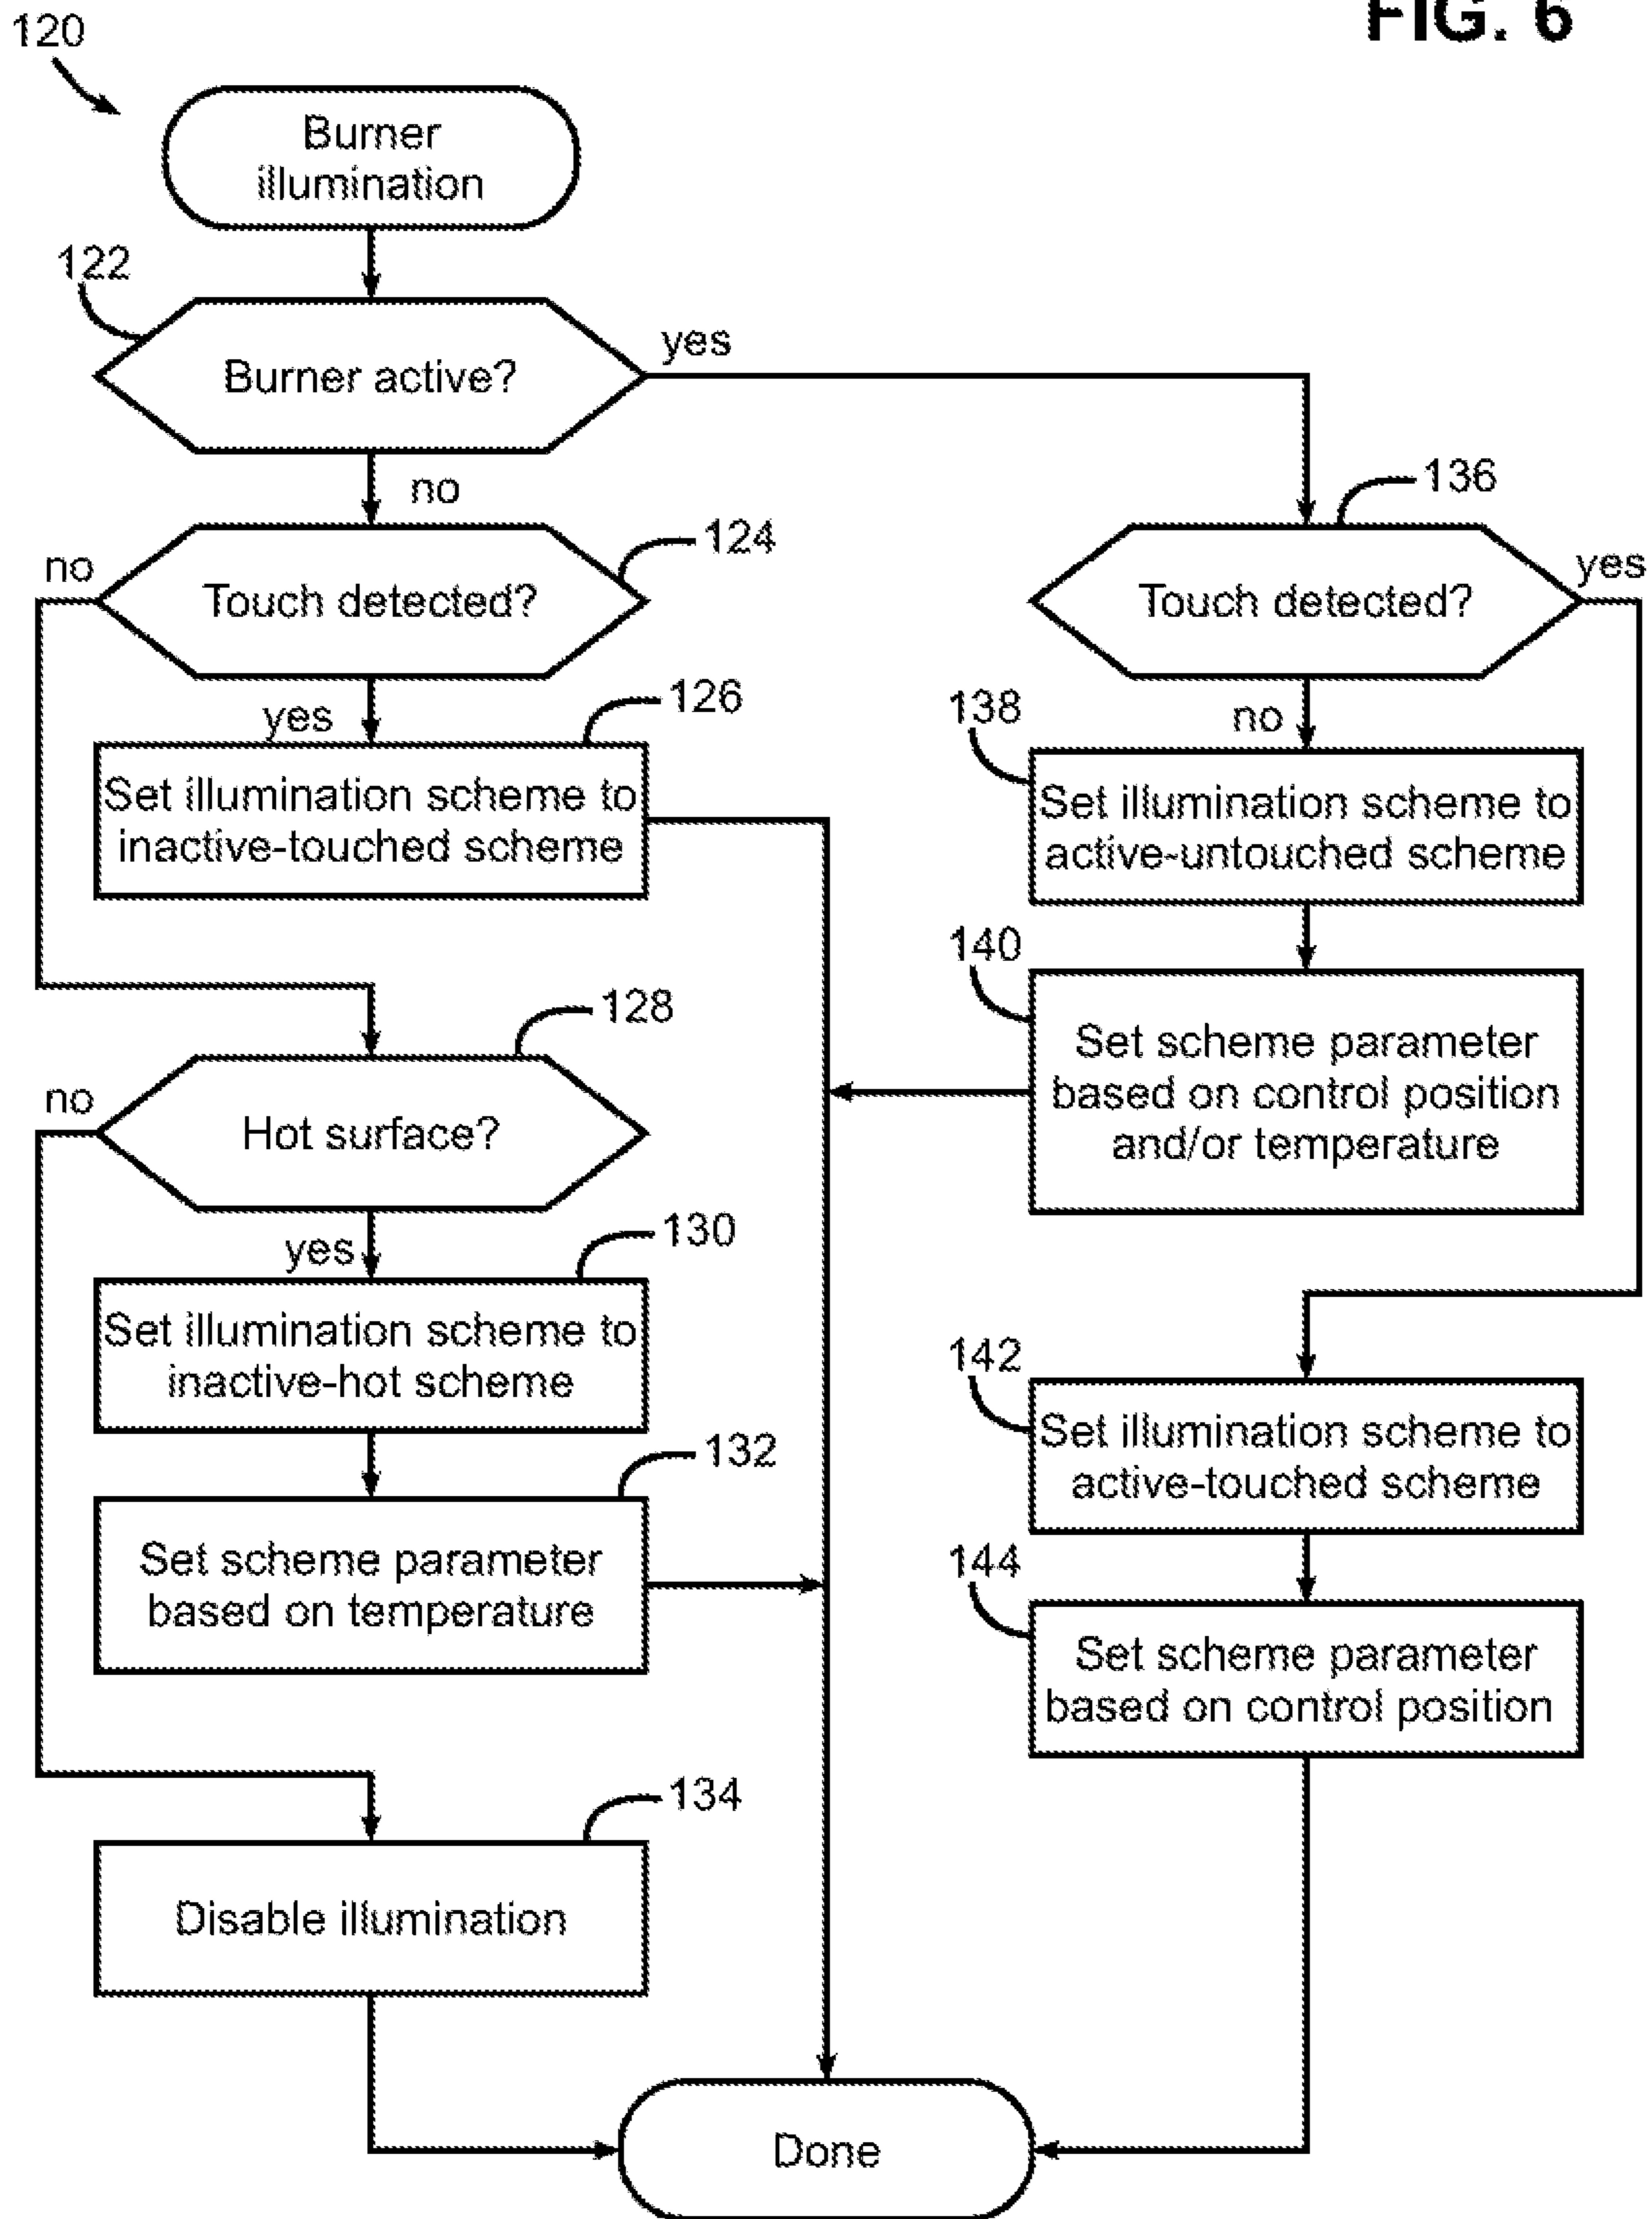 FIG. 6
120
Burner
illumination
122
Burner active?
yes
no
136
124
no
Touch detected?
Touch detected?
yes
126
yes
138
no
Set illumination scheme to
inactive-touched scheme
Set illumination scheme to
active-untouched scheme
140
128
Set scheme parameter
based on control position
and/or temperature
no
Hot surface?
130
yes
Set illumination scheme to
inactive-hot scheme
142
Set illumination scheme to
active-touched scheme
132
Set scheme parameter
based on temperature
144
Set scheme parameter
based on control position
134
Disable illumination
Done